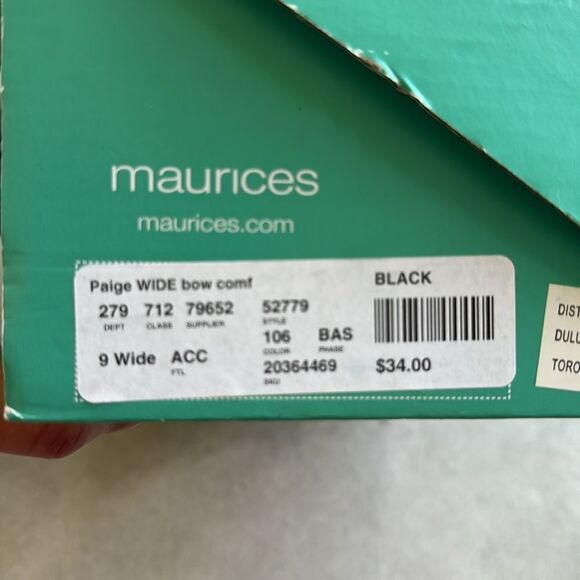 maurices
maurices.com
Paige WIDE bow comf BLACK
279 712 79652 52779
DEPT CLASS SUPPLIER STYLE
106 BAS
COLOR PHASE
9 Wide ACC 20364469 $34.00
FTL SKU
DIST
DULU
TORO